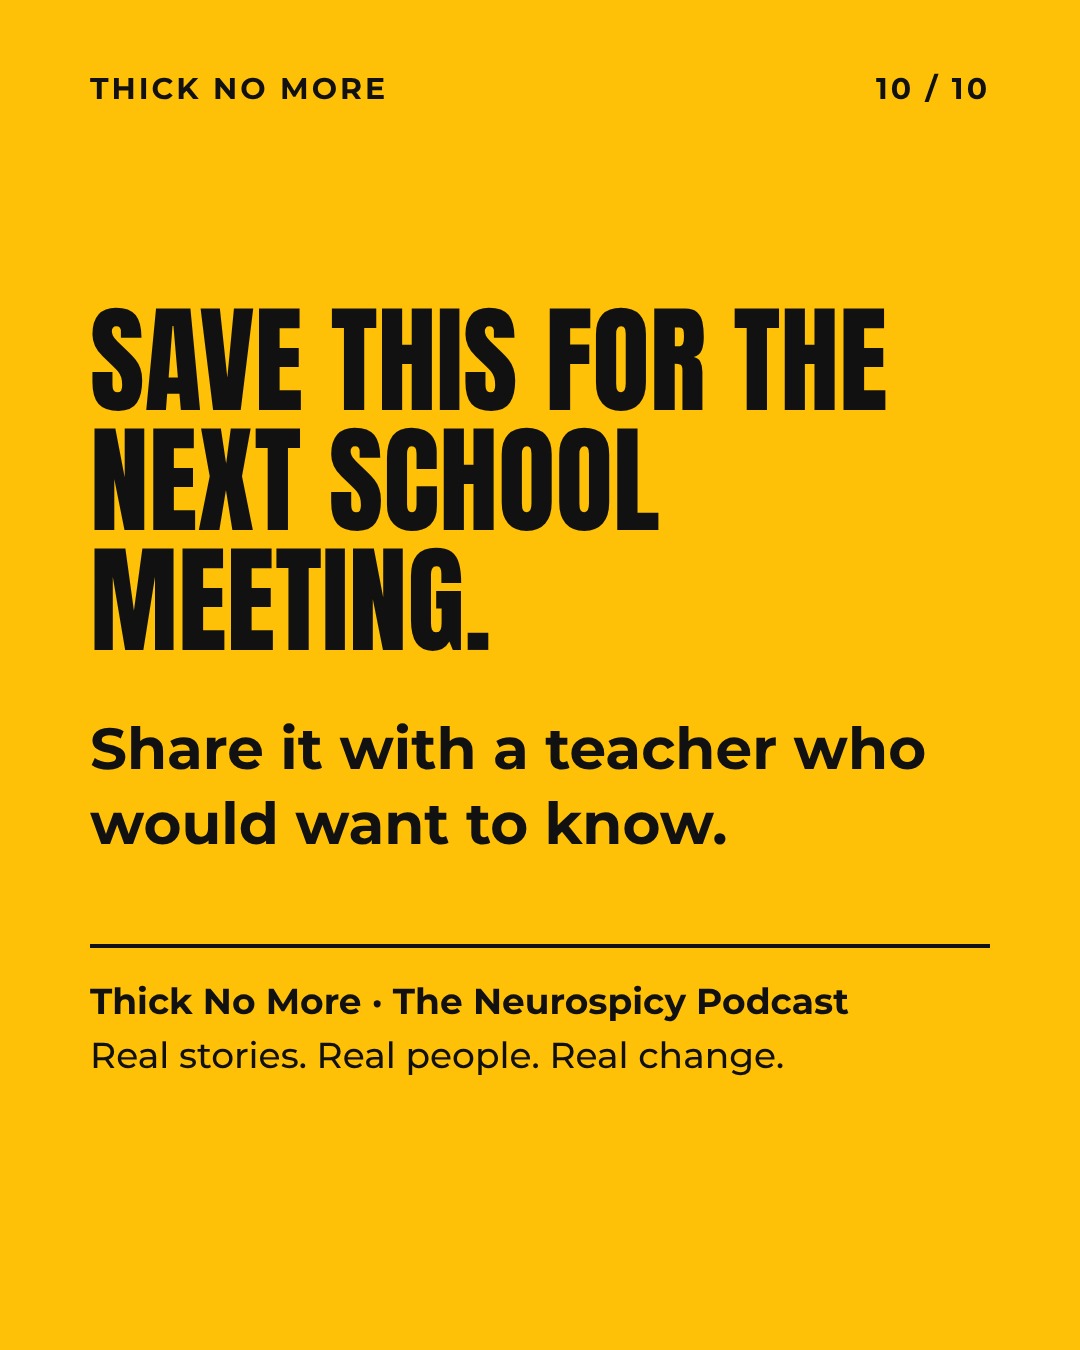 THICK NO MORE
10 / 10
SAVE THIS FOR THE
NEXT SCHOOL
MEETING.
Share it with a teacher who
would want to know.
Thick No More · The Neurospicy Podcast
Real stories. Real people. Real change.